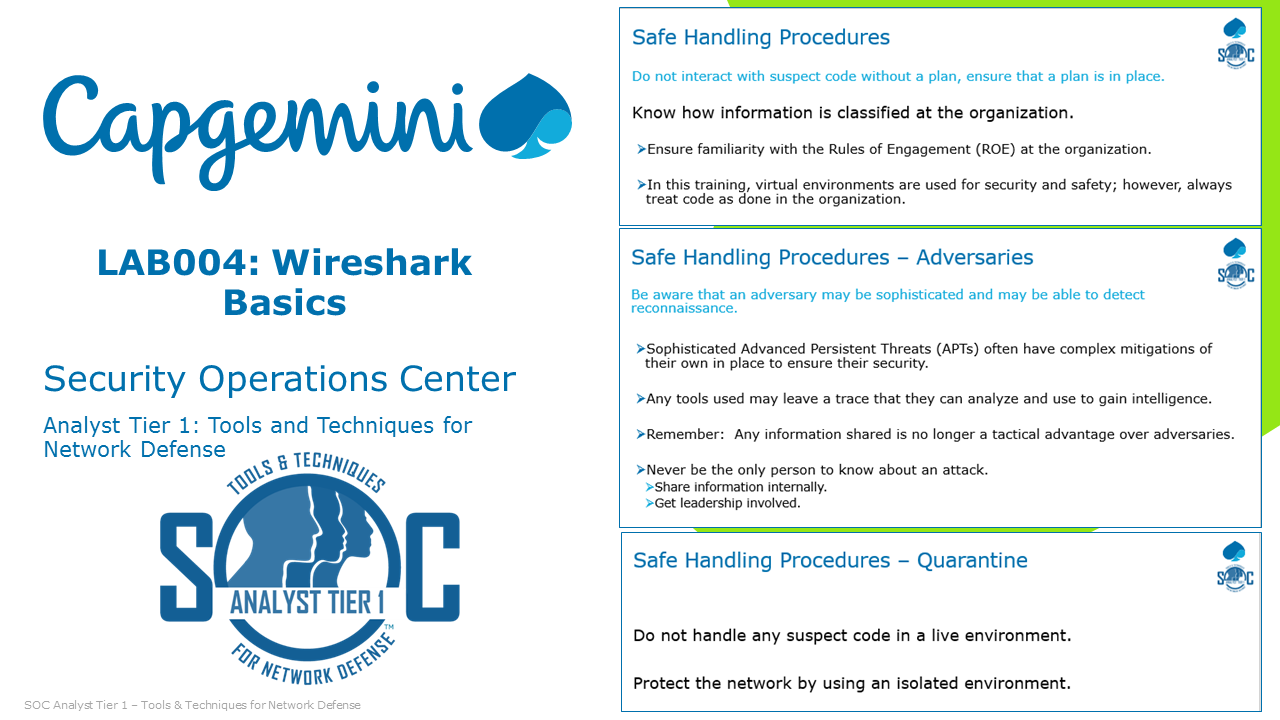 Capgemini
LAB004: Wireshark
Basics
Security Operations Center
Analyst Tier 1: Tools and Techniques for
Network Defense
TOOLS & TECHNIQUES
SOC
ANALYST TIER 1
FOR NETWORK DEFENSE™
SOC Analyst Tier 1 – Tools & Techniques for Network Defense
Safe Handling Procedures
Do not interact with suspect code without a plan, ensure that a plan is in place.
Know how information is classified at the organization.
➢Ensure familiarity with the Rules of Engagement (ROE) at the organization.
➢In this training, virtual environments are used for security and safety; however, always
treat code as done in the organization.
SOC
Safe Handling Procedures – Adversaries
Be aware that an adversary may be sophisticated and may be able to detect
reconnaissance.
➢Sophisticated Advanced Persistent Threats (APTs) often have complex mitigations of
their own in place to ensure their security.
➢Any tools used may leave a trace that they can analyze and use to gain intelligence.
➢Remember:  Any information shared is no longer a tactical advantage over adversaries.
➢Never be the only person to know about an attack.
➢Share information internally.
➢Get leadership involved.
SOC
Safe Handling Procedures – Quarantine
Do not handle any suspect code in a live environment.
Protect the network by using an isolated environment.
SOC